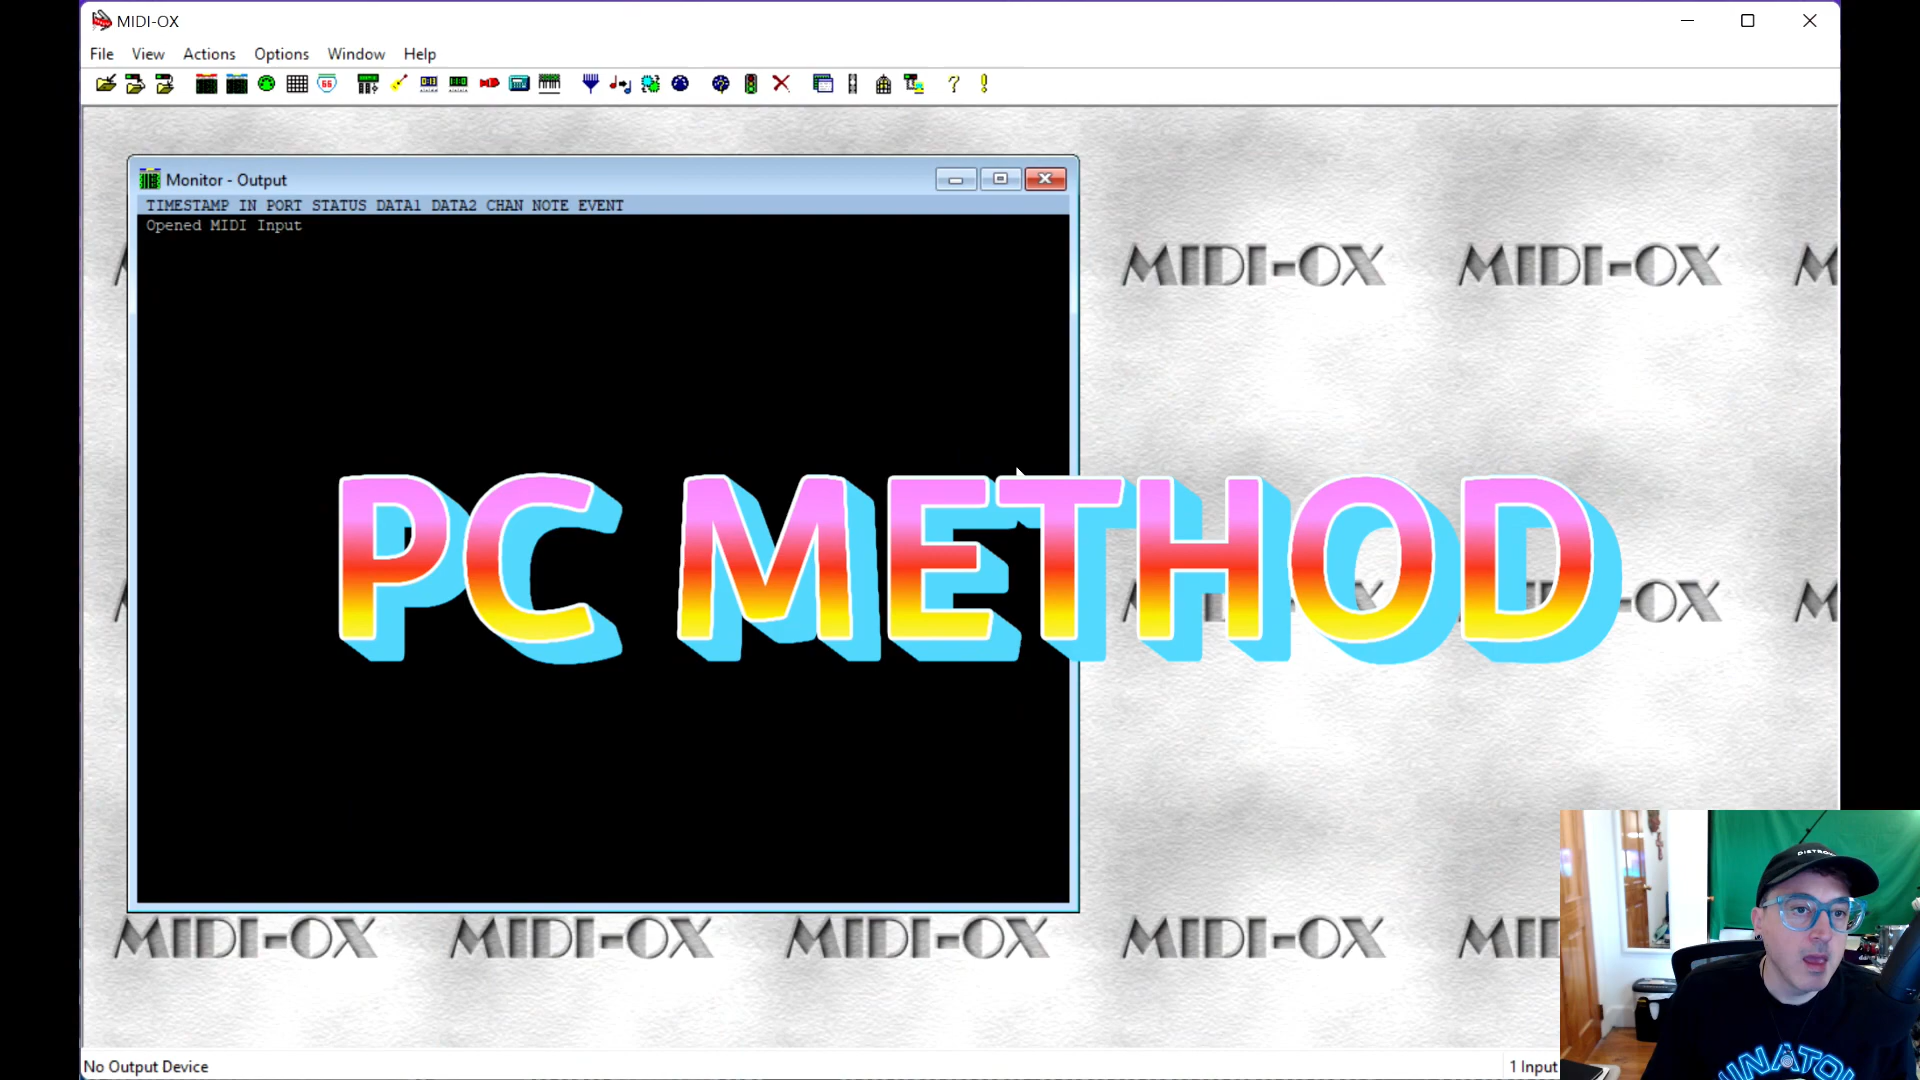 MIDI-OX
File View Actions Options Window Help
66
Monitor - Output
TIMESTAMP IN PORT STATUS DATA1 DATA2 CHAN NOTE EVENT
Opened MIDI Input
MIDI-OX MIDI-OX
PC METHOD
MIDI-OX MIDI-OX MIDI-OX MIDI-OX
No Output Device
1 Input